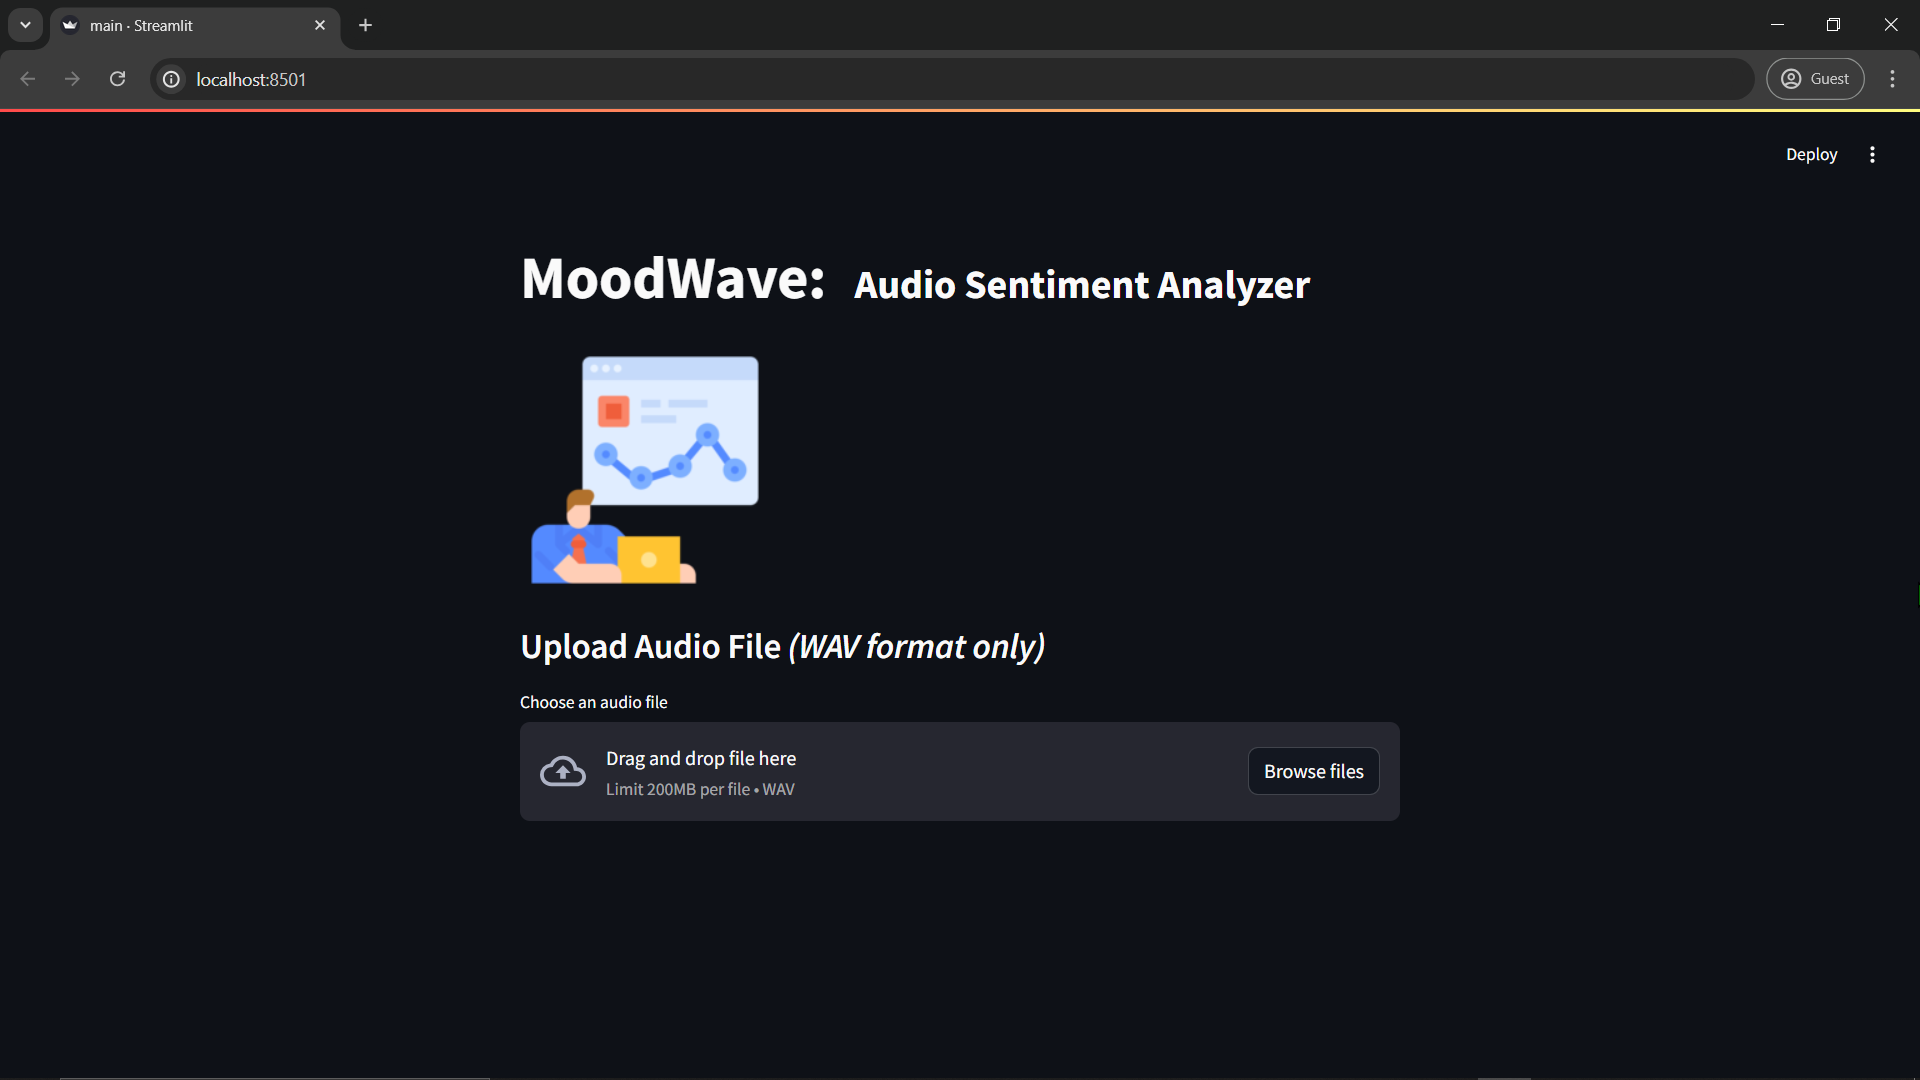 main · Streamlit
localhost:8501
Guest
Deploy
MoodWave: Audio Sentiment Analyzer
Upload Audio File (WAV format only)
Choose an audio file
Drag and drop file here
Limit 200MB per file • WAV
Browse files